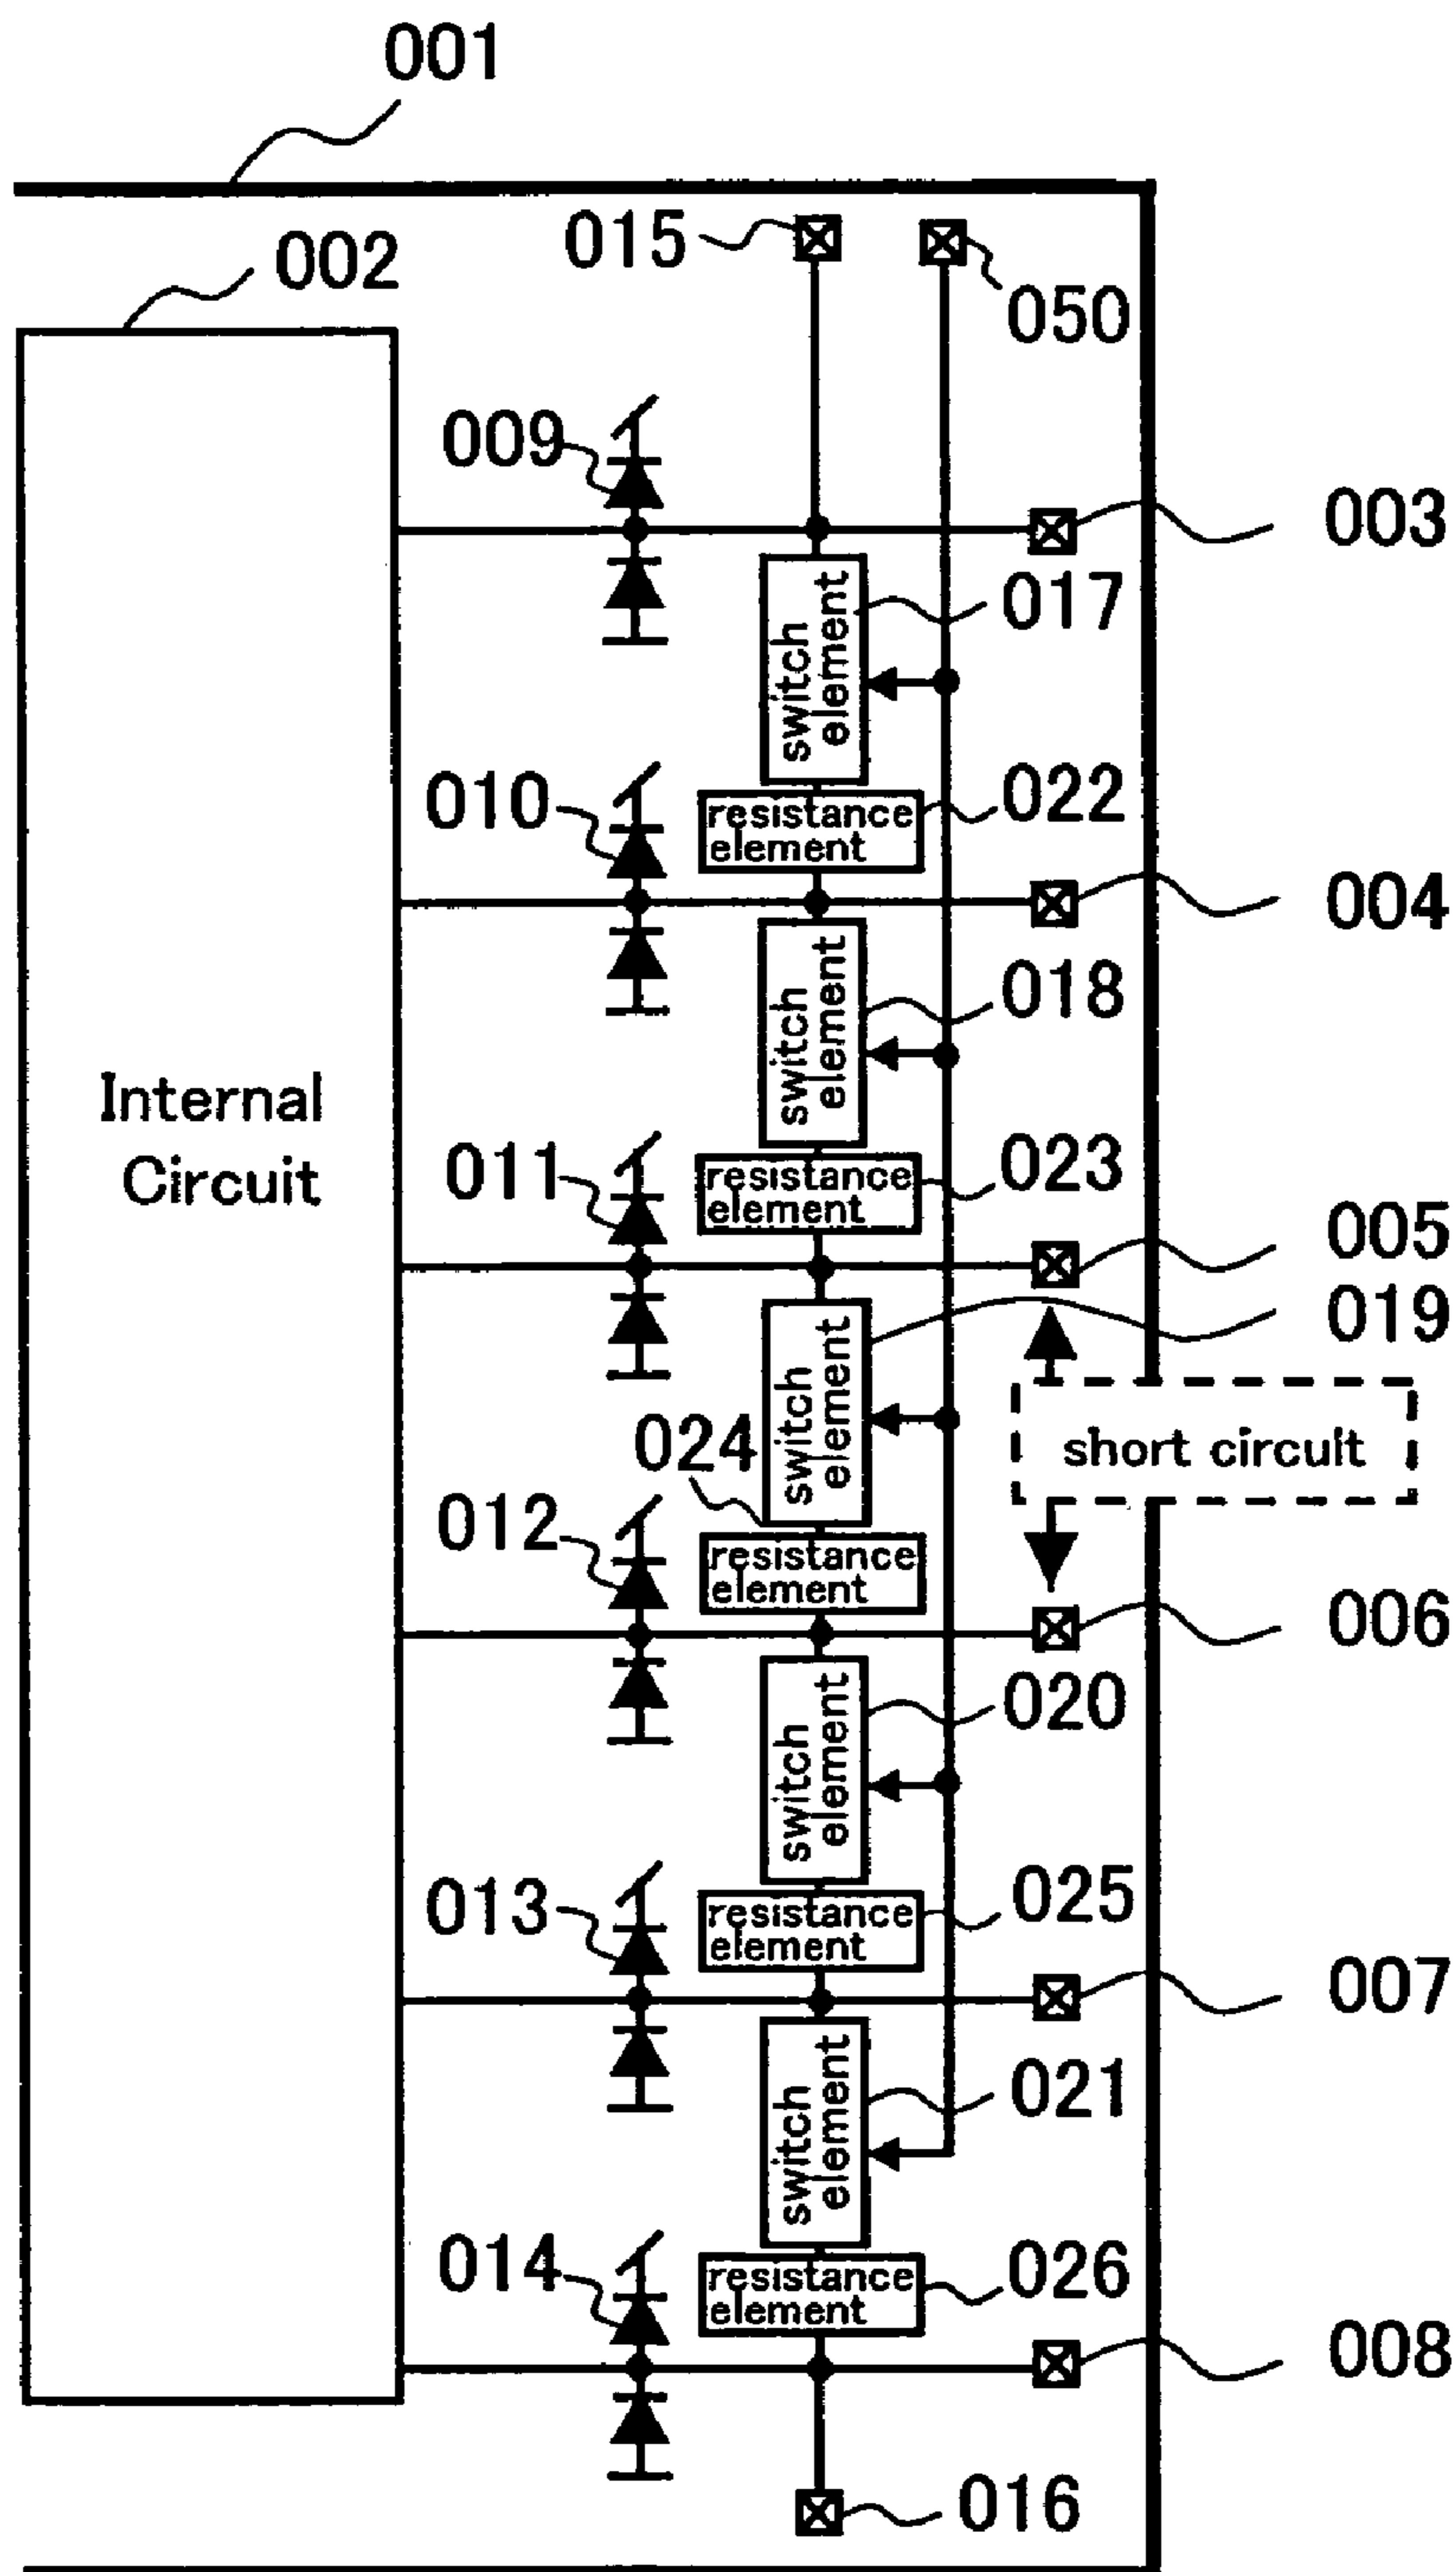 001
015
002
050
009
003
switch
element
017
010
resistance
element
022
004
switch
element
018
Internal
Circuit
011
resistance
element
023
005
019
switch
element
024
short circuit
012
resistance
element
006
switch
element
020
013
resistance
element
025
007
switch
element
021
014
resistance
element
026
008
016